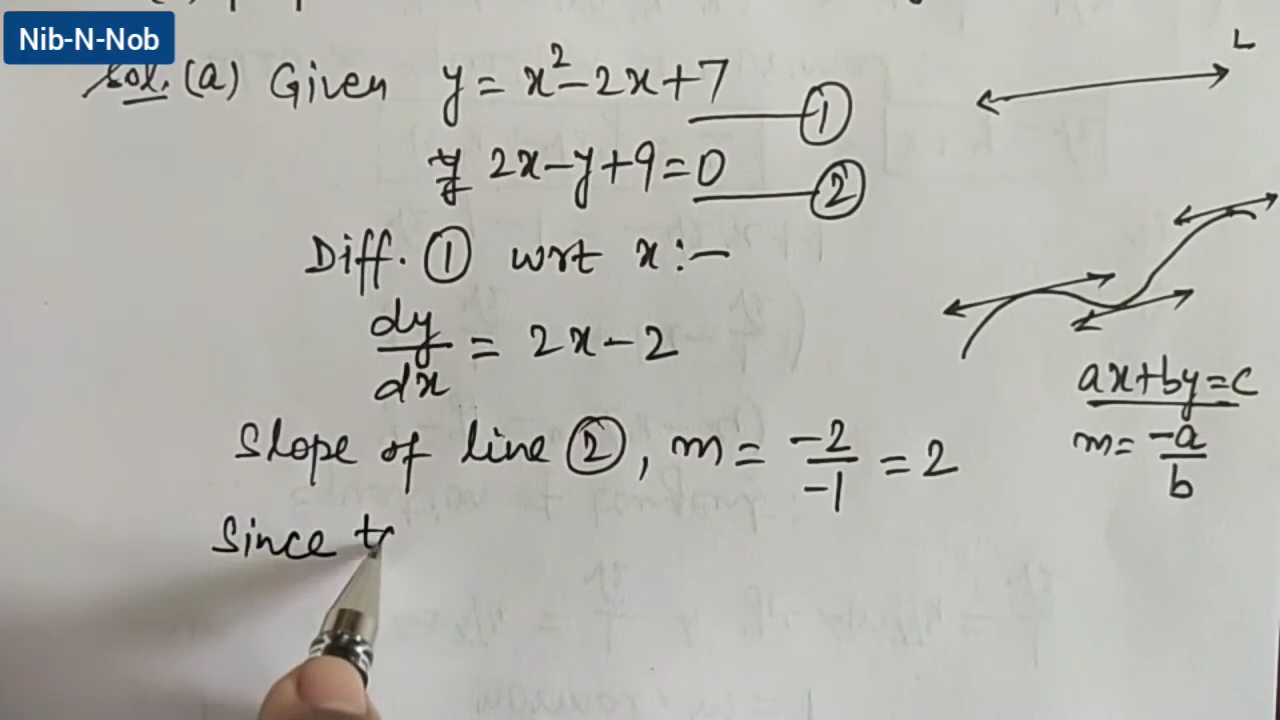 Nib-N-Nob
Sol. (a) Given y = x² - 2x + 7 ①
2x - y + 9 = 0 ②
Diff. ① wrt x :-
dy/dx = 2x - 2
Slope of line ②, m = -2/-1 = 2
Since t
L
ax + by = c
m = -a/b